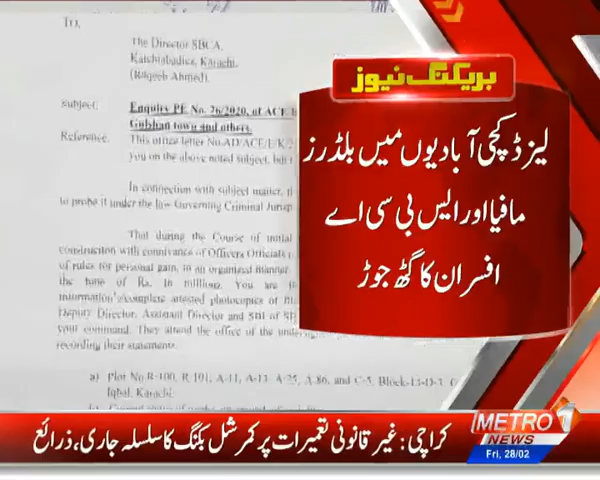 TO,
The Director SBCA,
Katchiabadies, Karachi.
(Raqeeb Ahmed).
Subject: Enquiry PE No. 26/2020, of ACE
Gulshan town and others.
Reference: This office letter No.AD/ACE/E/K/2
you on the above noted subject, but
In connection with subject matter,
to probe it under the law Governing Criminal
That during the Course of initial
construction with connivance of Officers Officials
of rules for personal gain, in an organized manner
the tune of Rs. in millions. You are
information's/complete attested photocopies of
Deputy Director, Assistant Director and SBI of
your command. They attend the office of the
recording their statements.
a) Plot No R-100, R-101, A-11, A-13, A-25, A-86, and C-5, Block-13-D-3,
Iqbal, Karachi.
بریکنگ نیوز
لیزڈ کچی آبادیوں میں بلڈرز
مافیا اور ایس بی سی اے
افسران کا گٹھ جوڑ
کراچی: غیر قانونی تعمیرات پر کمرشل بکنگ کا سلسلہ جاری، ذرائع
METRO 1
NEWS
Fri, 28/02